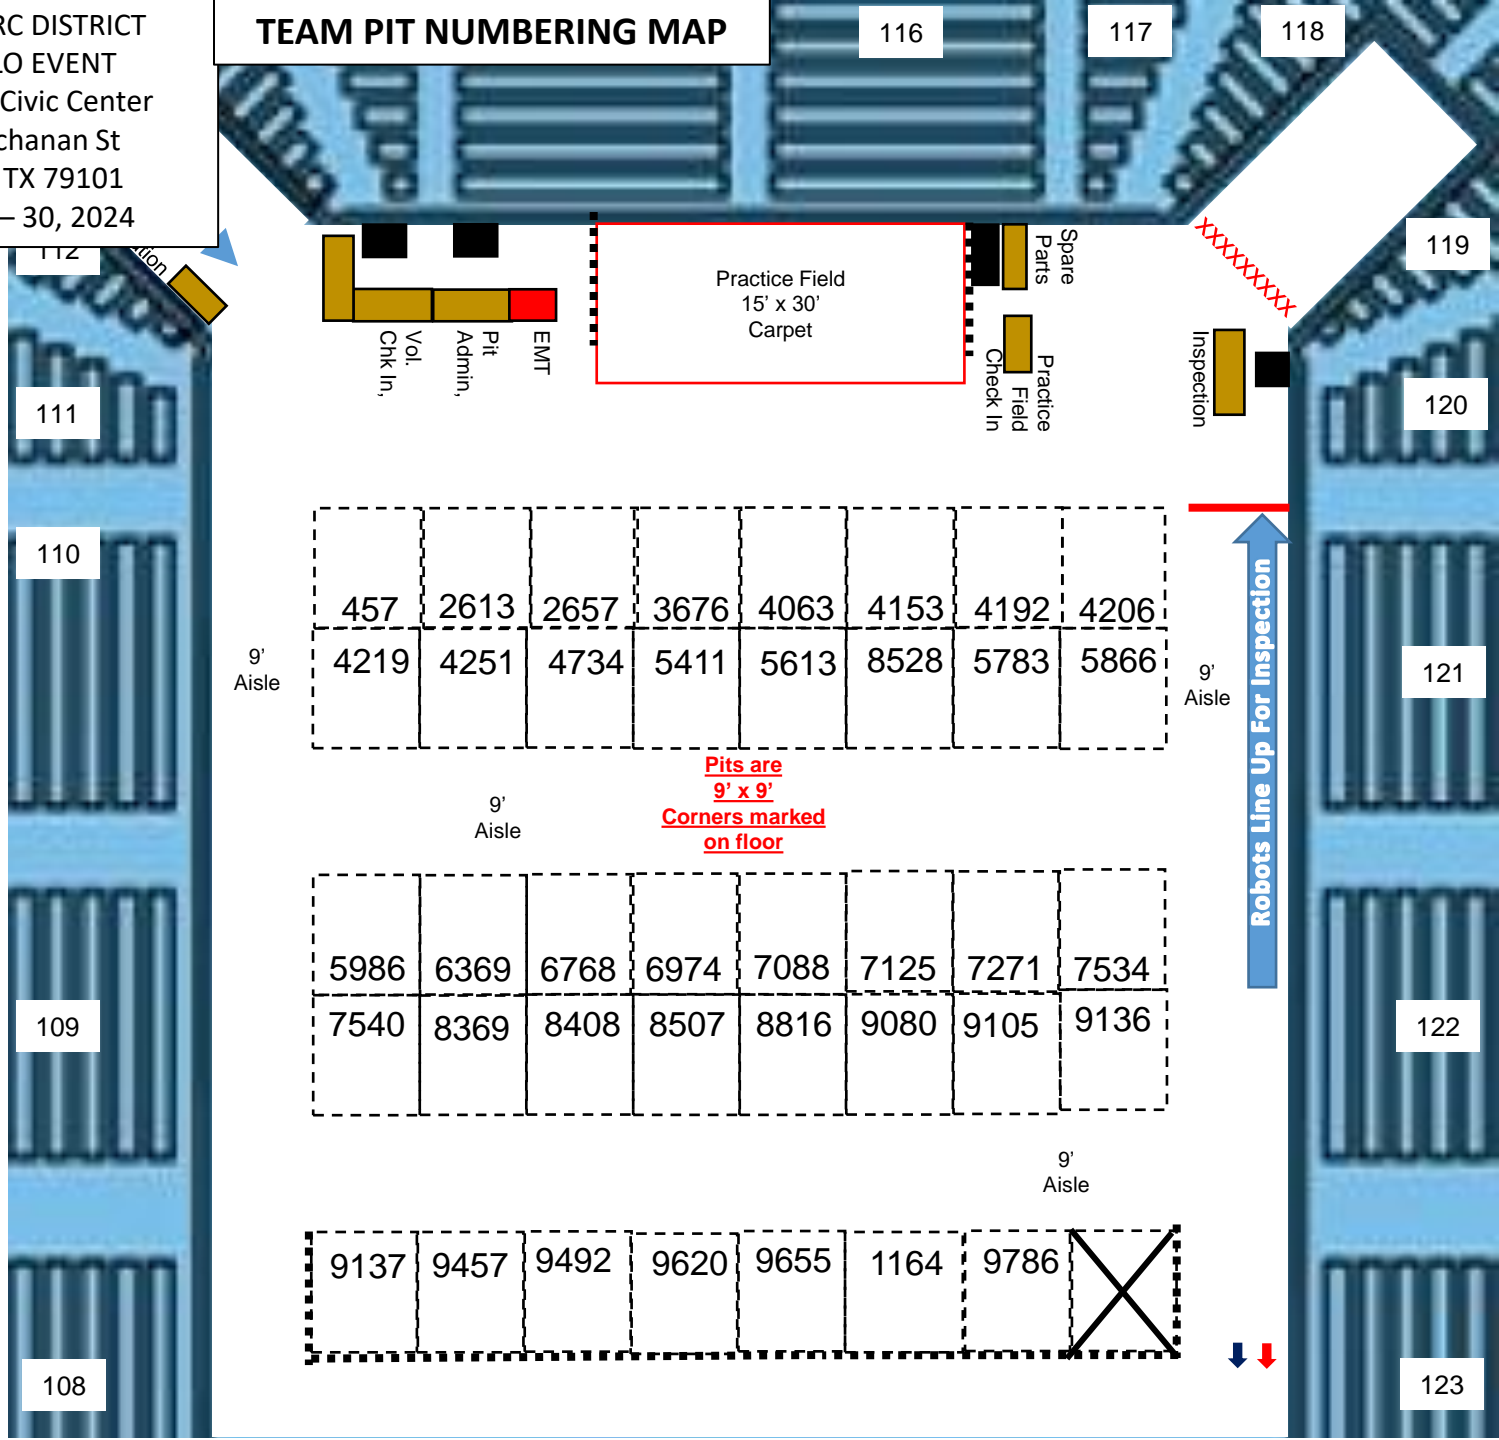 RC DISTRICT
LO EVENT
Civic Center
chanan St
TX 79101
– 30, 2024
TEAM PIT NUMBERING MAP
116
117
118
112
119
Practice Field
15’ x 30’
Carpet
Spare
Parts
Vol.
Chk In,
Pit
Admin,
EMT
Practice
Field
Check In
Inspection
XXXXXXXXX
111
120
110
457 2613 2657 3676 4063 4153 4192 4206
4219 4251 4734 5411 5613 8528 5783 5866
9’
Aisle
9’
Aisle
121
Robots Line Up For Inspection
Pits are
9’ x 9’
Corners marked
on floor
9’
Aisle
5986 6369 6768 6974 7088 7125 7271 7534
7540 8369 8408 8507 8816 9080 9105 9136
109
122
9’
Aisle
9137 9457 9492 9620 9655 1164 9786
108
123